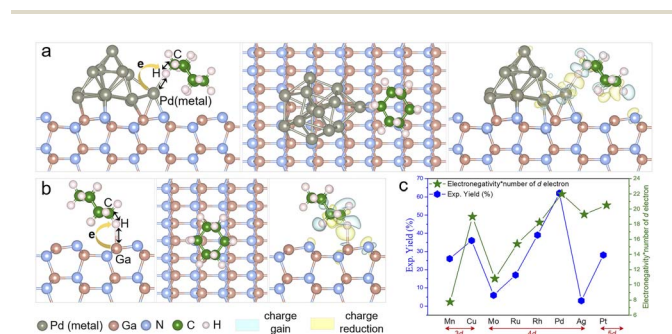 a
e
C
H
Pd(metal)
b
C
H
e
Ga
c
Electronegativity*number of d electron
Exp. Yield (%)
Exp. Yield (%)
70
60
50
40
30
20
10
0
24
22
20
18
16
14
12
10
8
6
Electronegativity*number of d electron
Mn Cu Mo Ru Rh Pd Ag Pt
3d 4d 5d
Pd (metal) Ga N C H charge gain charge reduction